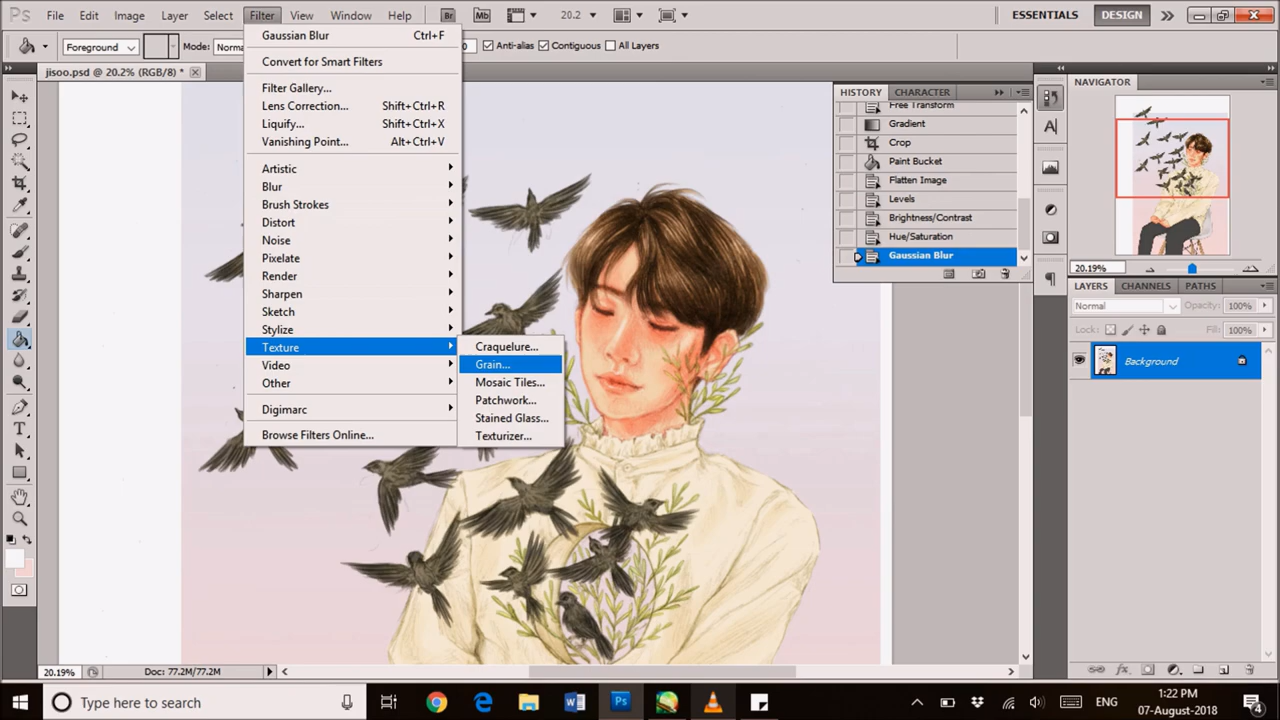 Ps File Edit Image Layer Select Filter View Window Help Br Mb 20.2 ESSENTIALS DESIGN
Foreground Mode: 0 Anti-alias Contiguous All Layers
jisoo.psd @ 20.2% (RGB/8) *
Gaussian Blur Ctrl+F
Convert for Smart Filters
Filter Gallery...
Lens Correction... Shift+Ctrl+R
Liquify... Shift+Ctrl+X
Vanishing Point... Alt+Ctrl+V
Artistic
Blur
Brush Strokes
Distort
Noise
Pixelate
Render
Sharpen
Sketch
Stylize
Texture
Video
Other
Digimarc
Browse Filters Online...
Craquelure...
Grain...
Mosaic Tiles...
Patchwork...
Stained Glass...
Texturizer...
HISTORY CHARACTER
Free Transform
Gradient
Crop
Paint Bucket
Flatten Image
Levels
Brightness/Contrast
Hue/Saturation
Gaussian Blur
NAVIGATOR
20.19%
LAYERS CHANNELS PATHS
Normal Opacity: 100%
Lock: Fill: 100%
Background
20.19% Doc: 77.2M/77.2M
Type here to search
ENG
1:22 PM
07-August-2018
4